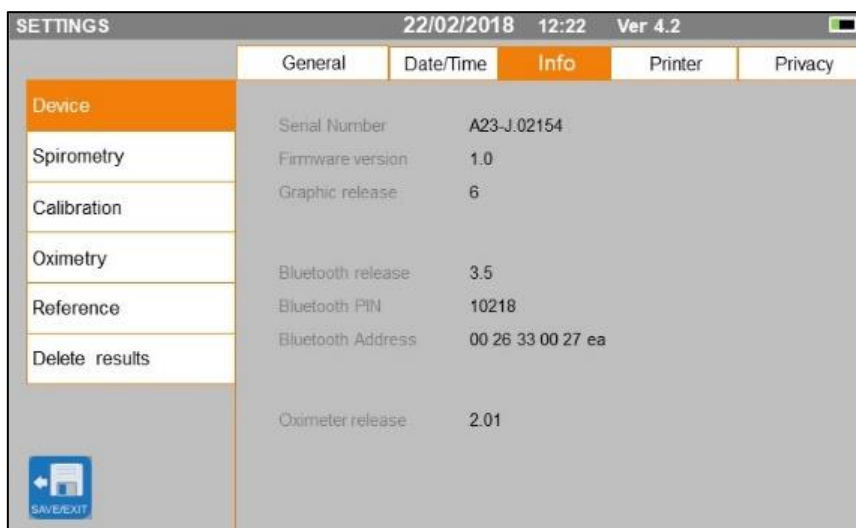 SETTINGS 22/02/2018 12:22 Ver 4.2
General Date/Time Info Printer Privacy
Device
Spirometry
Calibration
Oximetry
Reference
Delete results
SAVE/EXIT
Serial Number A23-J.02154
Firmware version 1.0
Graphic release 6
Bluetooth release 3.5
Bluetooth PIN 10218
Bluetooth Address 00 26 33 00 27 ea
Oximeter release 2.01